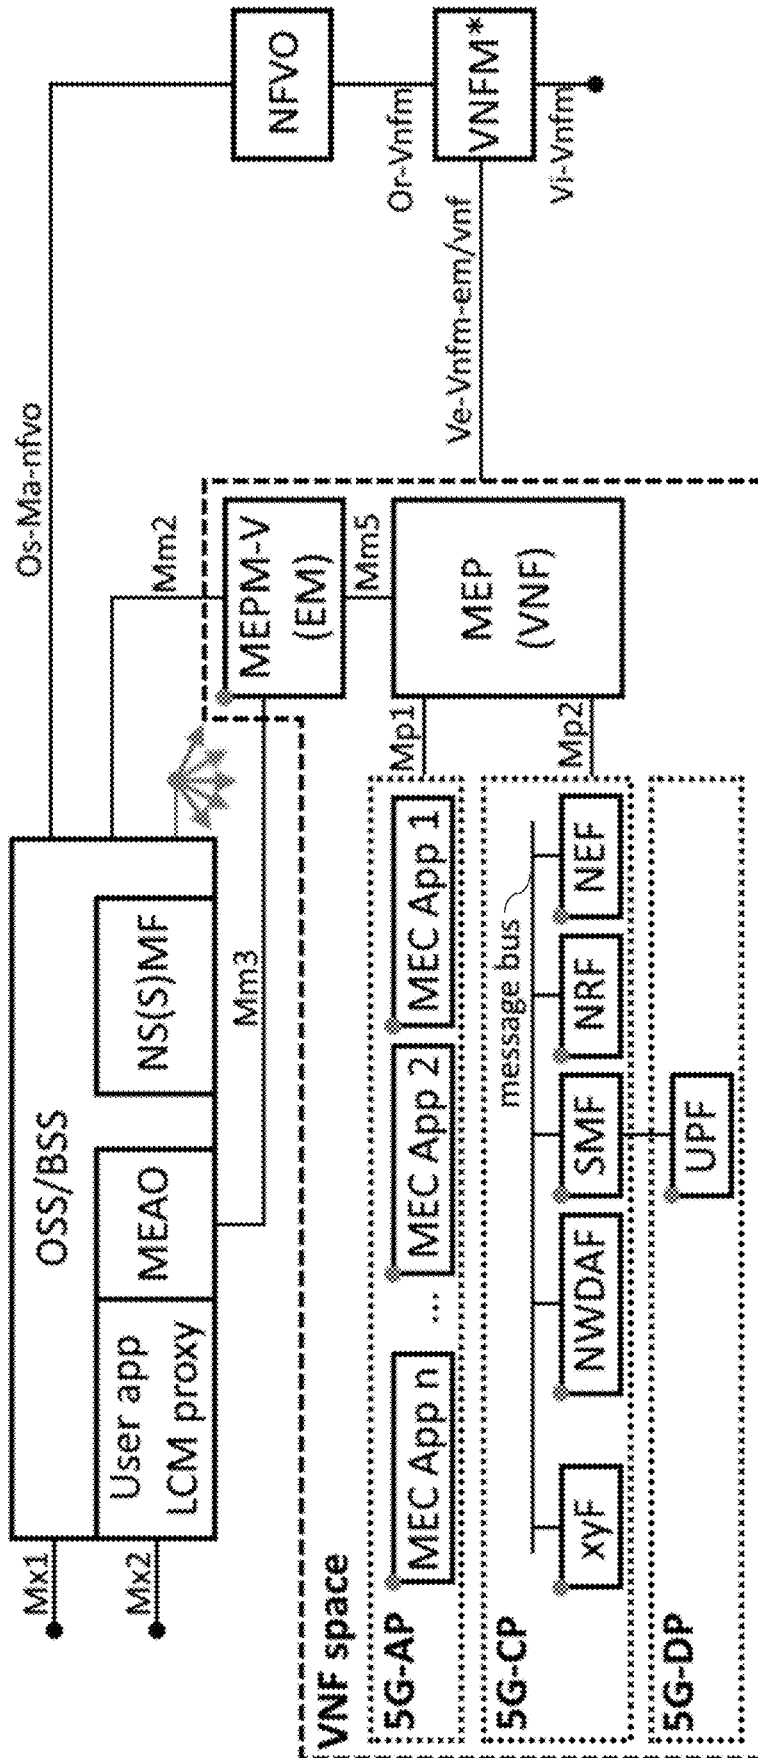 Mx1
Mx2
OSS/BSS
User app
LCM proxy
MEAO
NS(S)MF
Os-Ma-nfvo
NFVO
Mm2
Mm3
Or-Vnfm
VNFM*
Vi-Vnfm
Ve-Vnfm-em/vnf
VNF space
MEPM-V
(EM)
Mm5
MEP
(VNF)
Mp1
Mp2
5G-AP
MEC App n
...
MEC App 2
MEC App 1
message bus
5G-CP
xyF
NWDAF
SMF
NRF
NEF
5G-DP
UPF